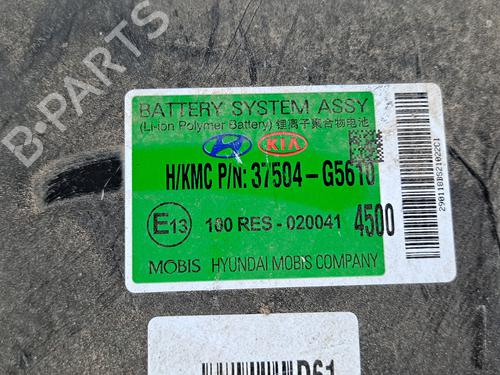 B-PARTS
BATTERY SYSTEM ASSY
(Li-ion Polymer Battery) 锂离子聚合物电池
KIA
H/KMC P/N: 37504-G5610
E13 100 RES-020041 4500
MOBIS HYUNDAI MOBIS COMPANY